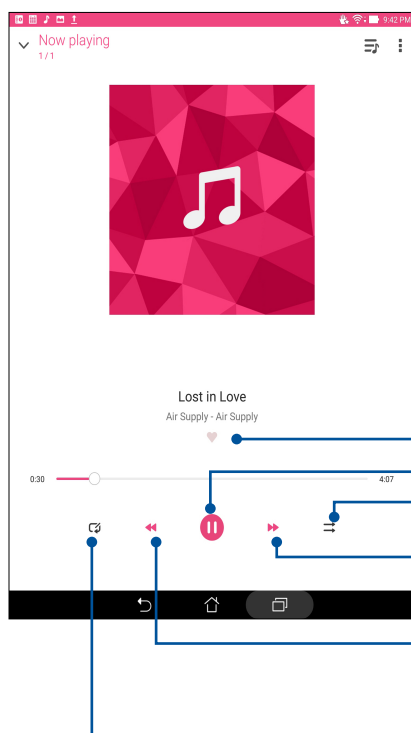 9:42 PM
Now playing
1 / 1
Lost in Love
Air Supply - Air Supply
0:30
4:07